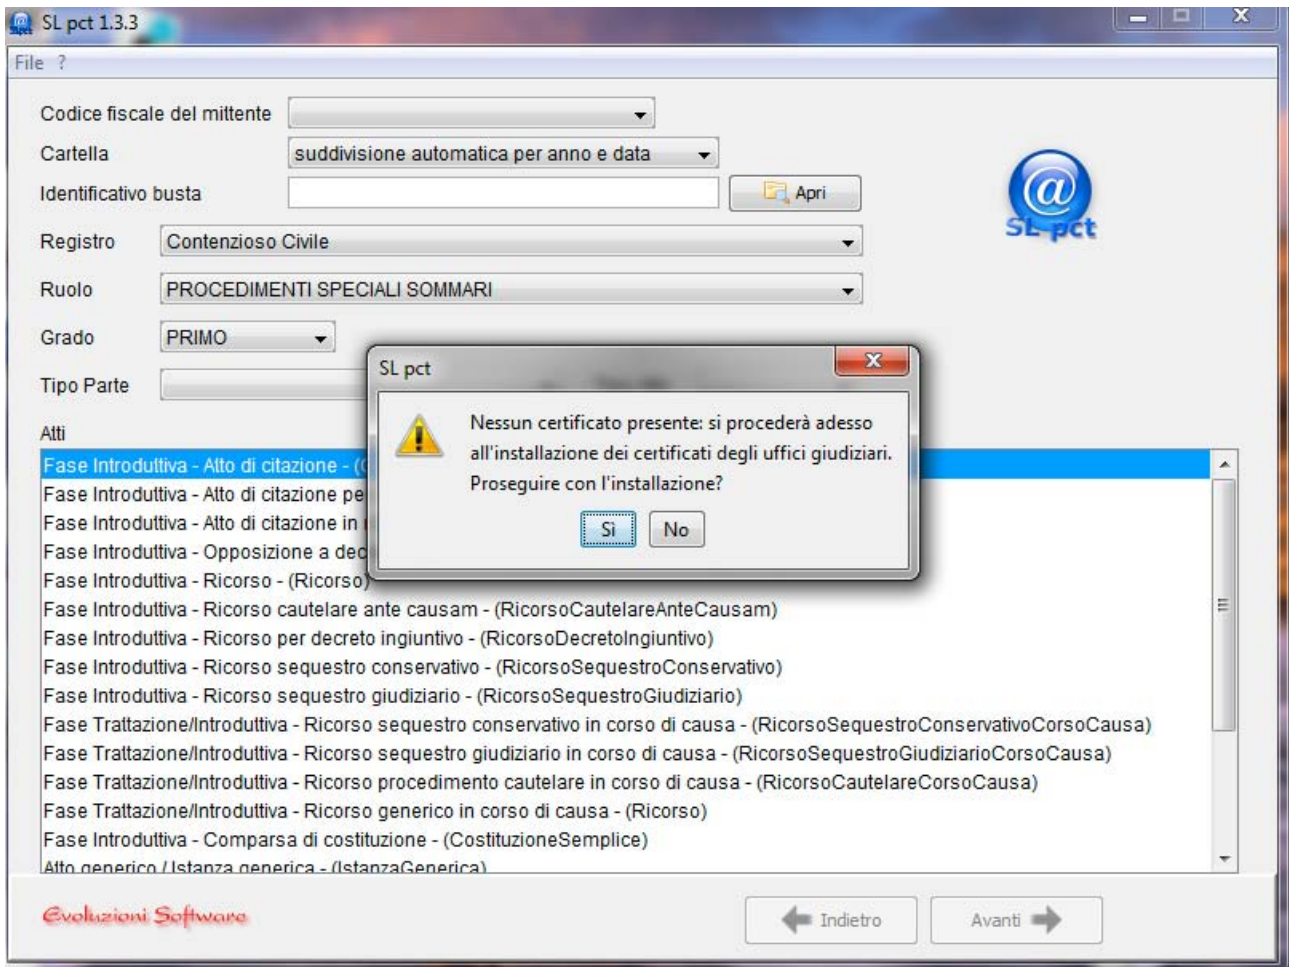 SL pct 1.3.3
File ?
Codice fiscale del mittente
Cartella suddivisione automatica per anno e data
Identificativo busta Apri
SL pct
Registro Contenzioso Civile
Ruolo PROCEDIMENTI SPECIALI SOMMARI
Grado PRIMO
Tipo Parte
SL pct
Nessun certificato presente: si procederà adesso
all'installazione dei certificati degli uffici giudiziari.
Proseguire con l'installazione?
Sì No
Atti
Fase Introduttiva - Atto di citazione - (
Fase Introduttiva - Atto di citazione pe
Fase Introduttiva - Atto di citazione in
Fase Introduttiva - Opposizione a dec
Fase Introduttiva - Ricorso - (Ricorso)
Fase Introduttiva - Ricorso cautelare ante causam - (RicorsoCautelareAnteCausam)
Fase Introduttiva - Ricorso per decreto ingiuntivo - (RicorsoDecretoIngiuntivo)
Fase Introduttiva - Ricorso sequestro conservativo - (RicorsoSequestroConservativo)
Fase Introduttiva - Ricorso sequestro giudiziario - (RicorsoSequestroGiudiziario)
Fase Trattazione/Introduttiva - Ricorso sequestro conservativo in corso di causa - (RicorsoSequestroConservativoCorsoCausa)
Fase Trattazione/Introduttiva - Ricorso sequestro giudiziario in corso di causa - (RicorsoSequestroGiudiziarioCorsoCausa)
Fase Trattazione/Introduttiva - Ricorso procedimento cautelare in corso di causa - (RicorsoCautelareCorsoCausa)
Fase Trattazione/Introduttiva - Ricorso generico in corso di causa - (Ricorso)
Fase Introduttiva - Comparsa di costituzione - (CostituzioneSemplice)
Atto generico / Istanza generica - (IstanzaGenerica)
Evoluzioni Software
Indietro Avanti